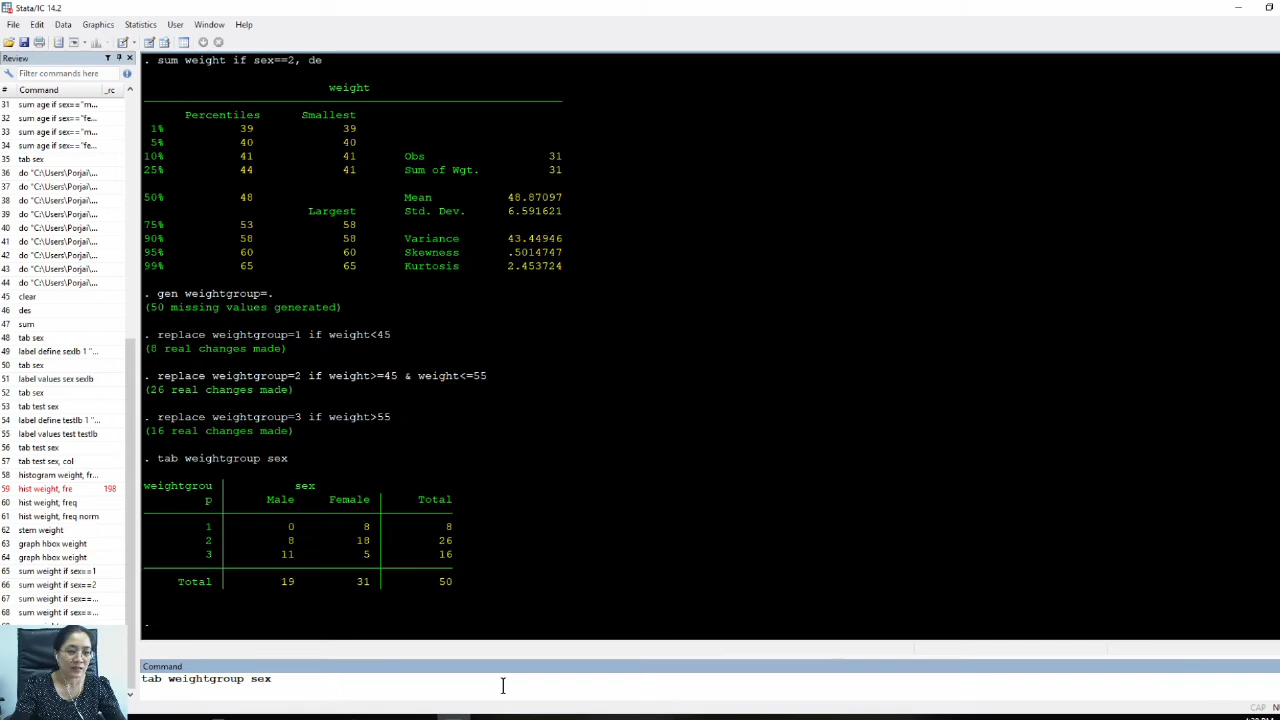 Stata/IC 14.2
File Edit Data Graphics Statistics User Window Help
Review
Filter commands here
# Command _rc
31 sum age if sex=="m...
32 sum age if sex=="fe...
33 sum age if sex=="m...
34 sum age if sex=="fe...
35 tab sex
36 do "C:\Users\Porjai\...
37 do "C:\Users\Porjai\...
38 do "C:\Users\Porjai\...
39 do "C:\Users\Porjai\...
40 do "C:\Users\Porjai\...
41 do "C:\Users\Porjai\...
42 do "C:\Users\Porjai\...
43 do "C:\Users\Porjai\...
44 do "C:\Users\Porjai\...
45 clear
46 des
47 sum
48 tab sex
49 label define sexlb 1 "...
50 tab sex
51 label values sex sexlb
52 tab sex
53 tab test sex
54 label define testlb 1 "...
55 label values test testlb
56 tab test sex
57 tab test sex, col
58 histogram weight, fr...
59 hist weight, fre 198
60 hist weight, freq
61 hist weight, freq norm
62 stem weight
63 graph hbox weight
64 graph hbox weight
65 sum weight if sex==1
66 sum weight if sex==2
67 sum weight if sex==...
68 sum weight if sex==...
. sum weight if sex==2, de
weight
Percentiles Smallest
1% 39 39
5% 40 40
10% 41 41 Obs 31
25% 44 41 Sum of Wgt. 31
50% 48 Mean 48.87097
Largest Std. Dev. 6.591621
75% 53 58
90% 58 58 Variance 43.44946
95% 60 60 Skewness .5014747
99% 65 65 Kurtosis 2.453724
. gen weightgroup=.
(50 missing values generated)
. replace weightgroup=1 if weight<45
(8 real changes made)
. replace weightgroup=2 if weight>=45 & weight<=55
(26 real changes made)
. replace weightgroup=3 if weight>55
(16 real changes made)
. tab weightgroup sex
weightgrou sex
p Male Female Total
1 0 8 8
2 8 18 26
3 11 5 16
Total 19 31 50
.
Command
tab weightgroup sex
CAP